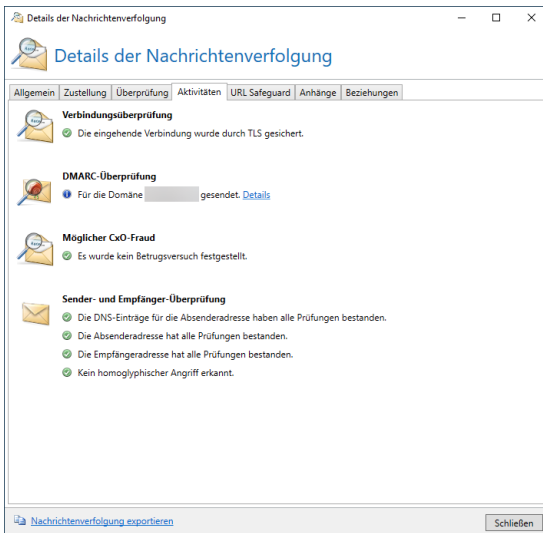 Details der Nachrichtenverfolgung
Details der Nachrichtenverfolgung
Allgemein Zustellung Überprüfung Aktivitäten URL Safeguard Anhänge Beziehungen
Verbindungsüberprüfung
Die eingehende Verbindung wurde durch TLS gesichert.
DMARC-Überprüfung
Für die Domäne gesendet. Details
Möglicher CxO-Fraud
Es wurde kein Betrugsversuch festgestellt.
Sender- und Empfänger-Überprüfung
Die DNS-Einträge für die Absenderadresse haben alle Prüfungen bestanden.
Die Absenderadresse hat alle Prüfungen bestanden.
Die Empfängeradresse hat alle Prüfungen bestanden.
Kein homoglyphischer Angriff erkannt.
Nachrichtenverfolgung exportieren
Schließen